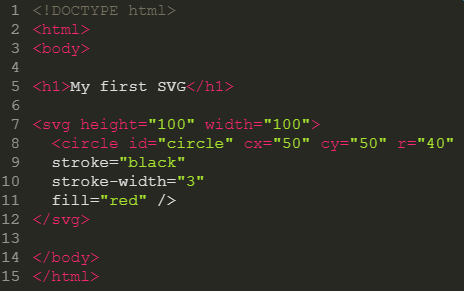 1 <!DOCTYPE html>
2 <html>
3 <body>
4
5 <h1>My first SVG</h1>
6
7 <svg height="100" width="100">
8   <circle id="circle" cx="50" cy="50" r="40"
9   stroke="black"
10   stroke-width="3"
11   fill="red" />
12 </svg>
13
14 </body>
15 </html>